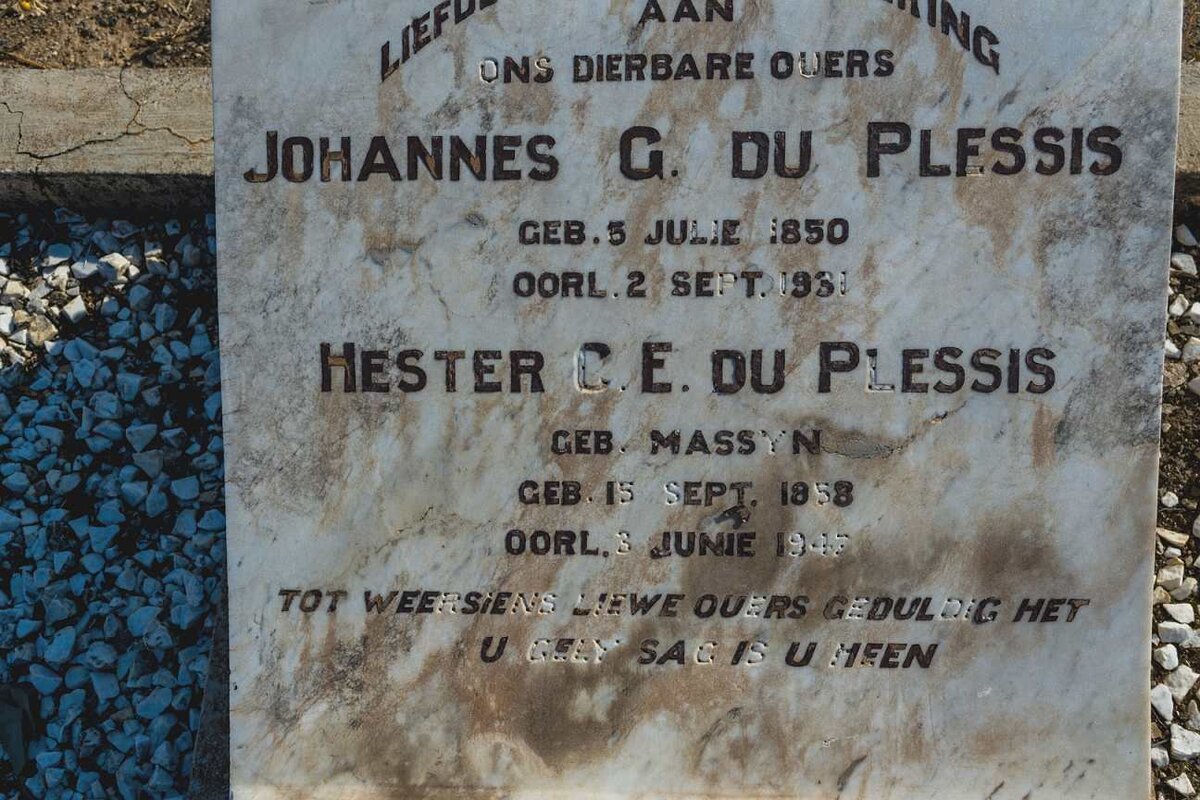 AAN
ONS DIERBARE OUERS
JOHANNES G. DU PLESSIS
GEB. 5 JULIE 1850
OORL. 2 SEPT. 1931
HESTER C. E. DU PLESSIS
GEB. MASSYN
GEB. 15 SEPT. 1858
OORL. 3 JUNIE 1947
TOT WEERSIENS LIEWE OUERS GEDULDIG HET
U GELY SAG IS U HEEN